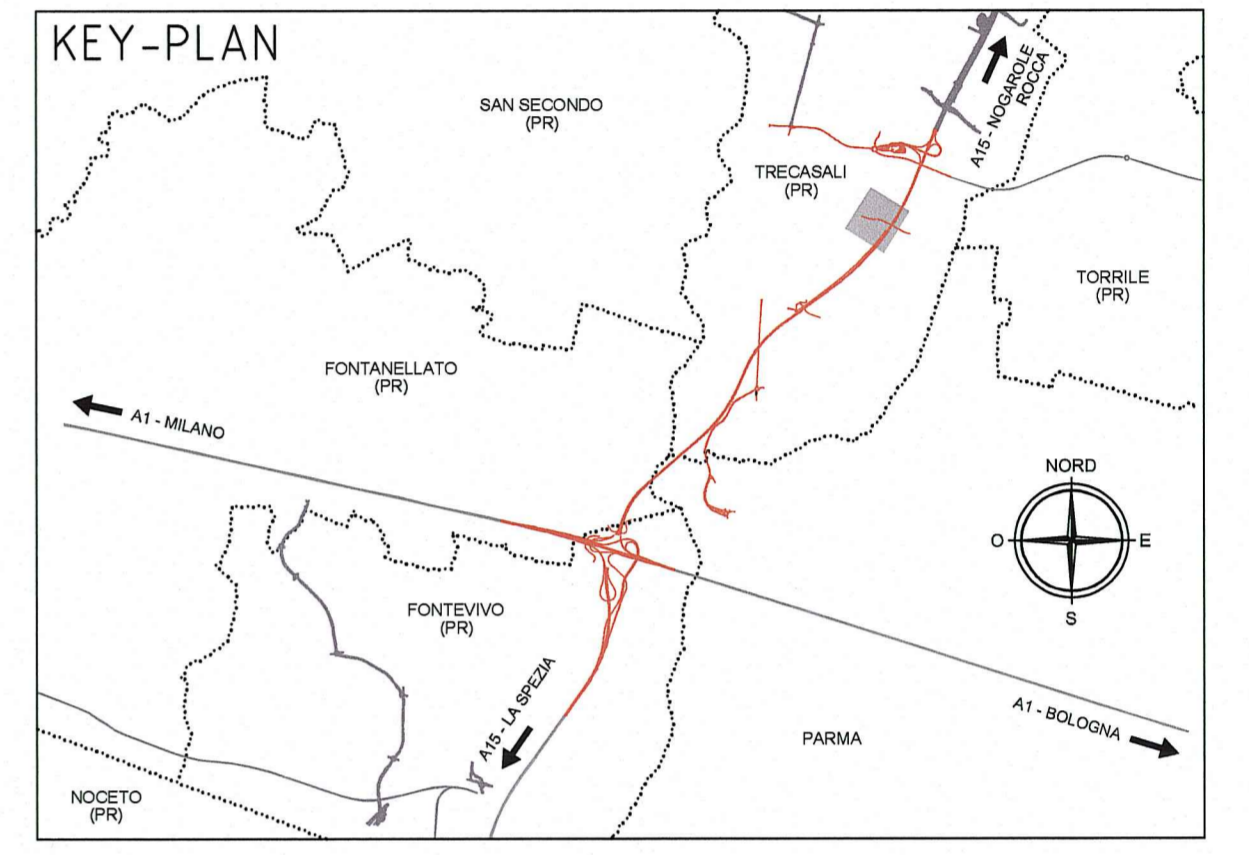 KEY-PLAN
SAN SECONDO
(PR)
A15 - NOGAROLE
ROCCA
TRECASALI
(PR)
TORRILE
(PR)
FONTANELLATO
(PR)
A1 - MILANO
NORD
O
E
S
FONTEVIVO
(PR)
A15 - LA SPEZIA
A1 - BOLOGNA
PARMA
NOCETO
(PR)